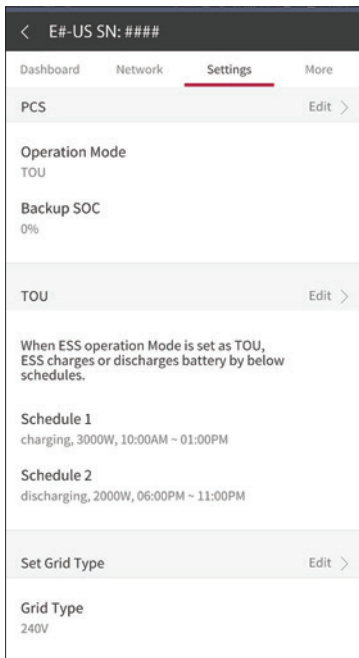 < E#-US SN: ####
Dashboard Network Settings More
PCS Edit >
Operation Mode
TOU
Backup SOC
0%
TOU Edit >
When ESS operation Mode is set as TOU,
ESS charges or discharges battery by below
schedules.
Schedule 1
charging, 3000W, 10:00AM ~ 01:00PM
Schedule 2
discharging, 2000W, 06:00PM ~ 11:00PM
Set Grid Type Edit >
Grid Type
240V